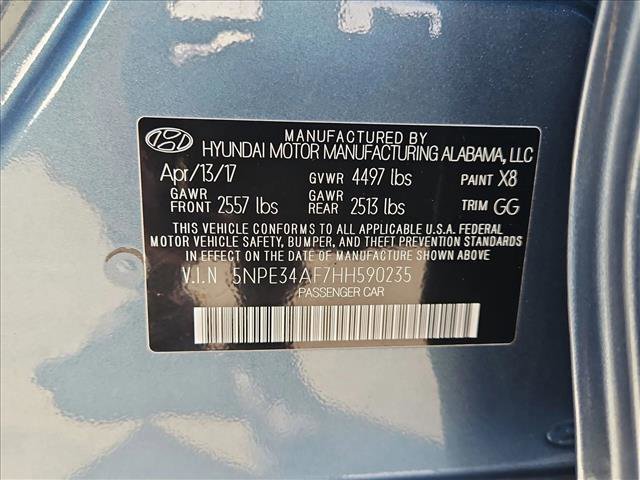 MANUFACTURED BY
HYUNDAI MOTOR MANUFACTURING ALABAMA, LLC
Apr/13/17 GVWR 4497 lbs PAINT X8
GAWR FRONT 2557 lbs GAWR REAR 2513 lbs TRIM GG
THIS VEHICLE CONFORMS TO ALL APPLICABLE U.S.A. FEDERAL
MOTOR VEHICLE SAFETY, BUMPER, AND THEFT PREVENTION STANDARDS
IN EFFECT ON THE DATE OF MANUFACTURE SHOWN ABOVE
V.I.N 5NPE34AF7HH590235
PASSENGER CAR